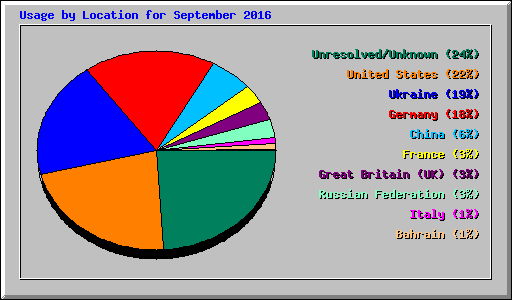 Usage by Location for September 2016
Unresolved/Unknown (24%)
United States (22%)
Ukraine (19%)
Germany (18%)
China (6%)
France (3%)
Great Britain (UK) (3%)
Russian Federation (3%)
Italy (1%)
Bahrain (1%)